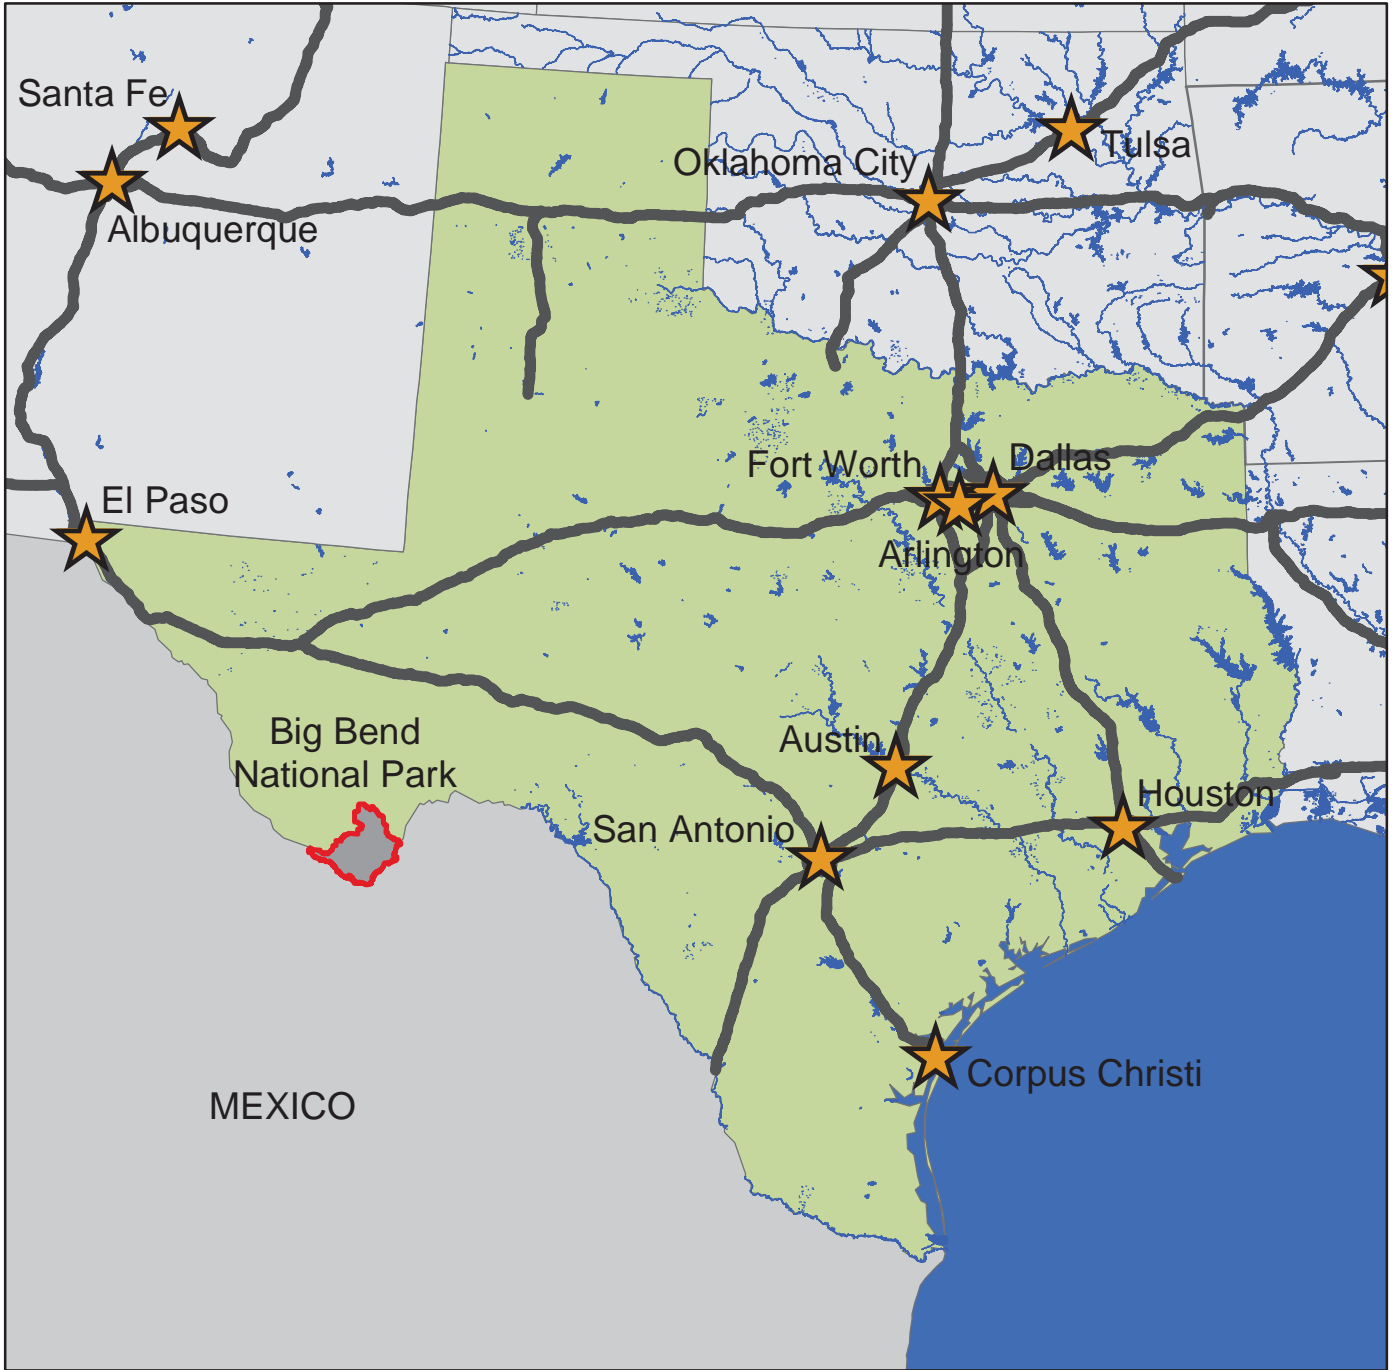 Santa Fe
Tulsa
Oklahoma City
Albuquerque
Fort Worth
Dallas
El Paso
Arlington
Big Bend
National Park
Austin
Houston
San Antonio
Corpus Christi
MEXICO